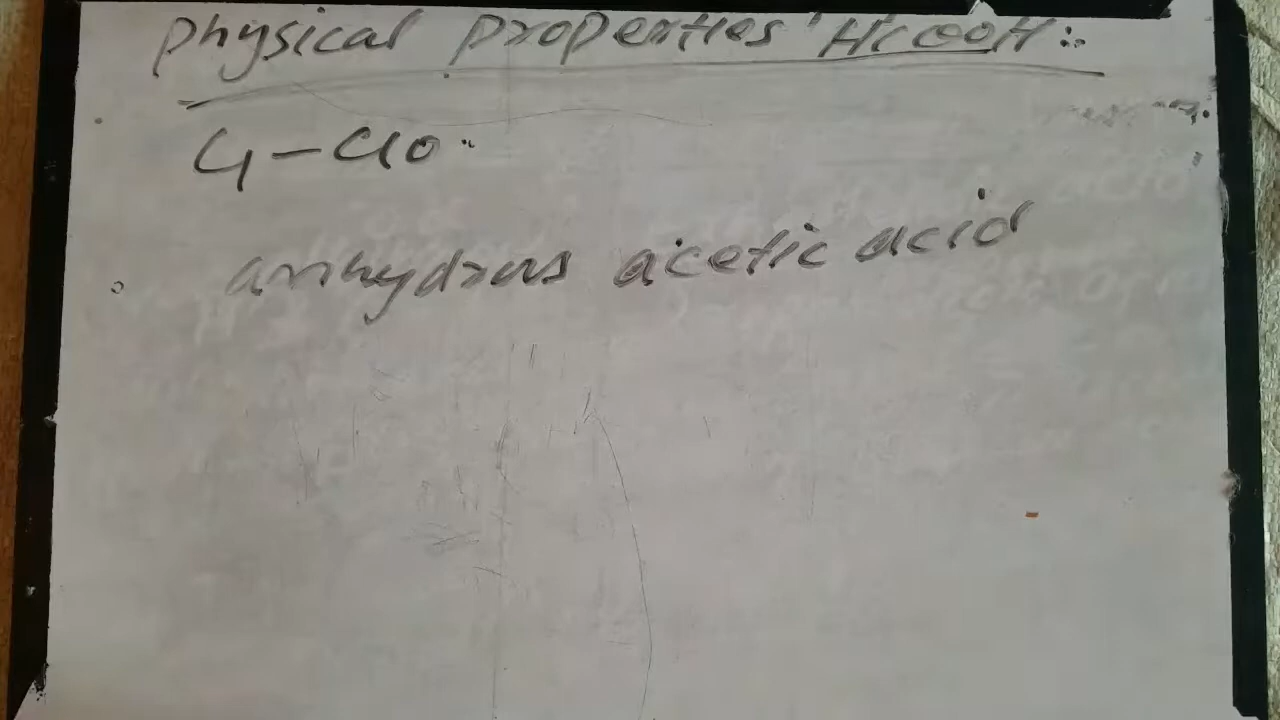 Physical Properties HCOOH :-
C1 - C10 .
anhydrous acetic acid